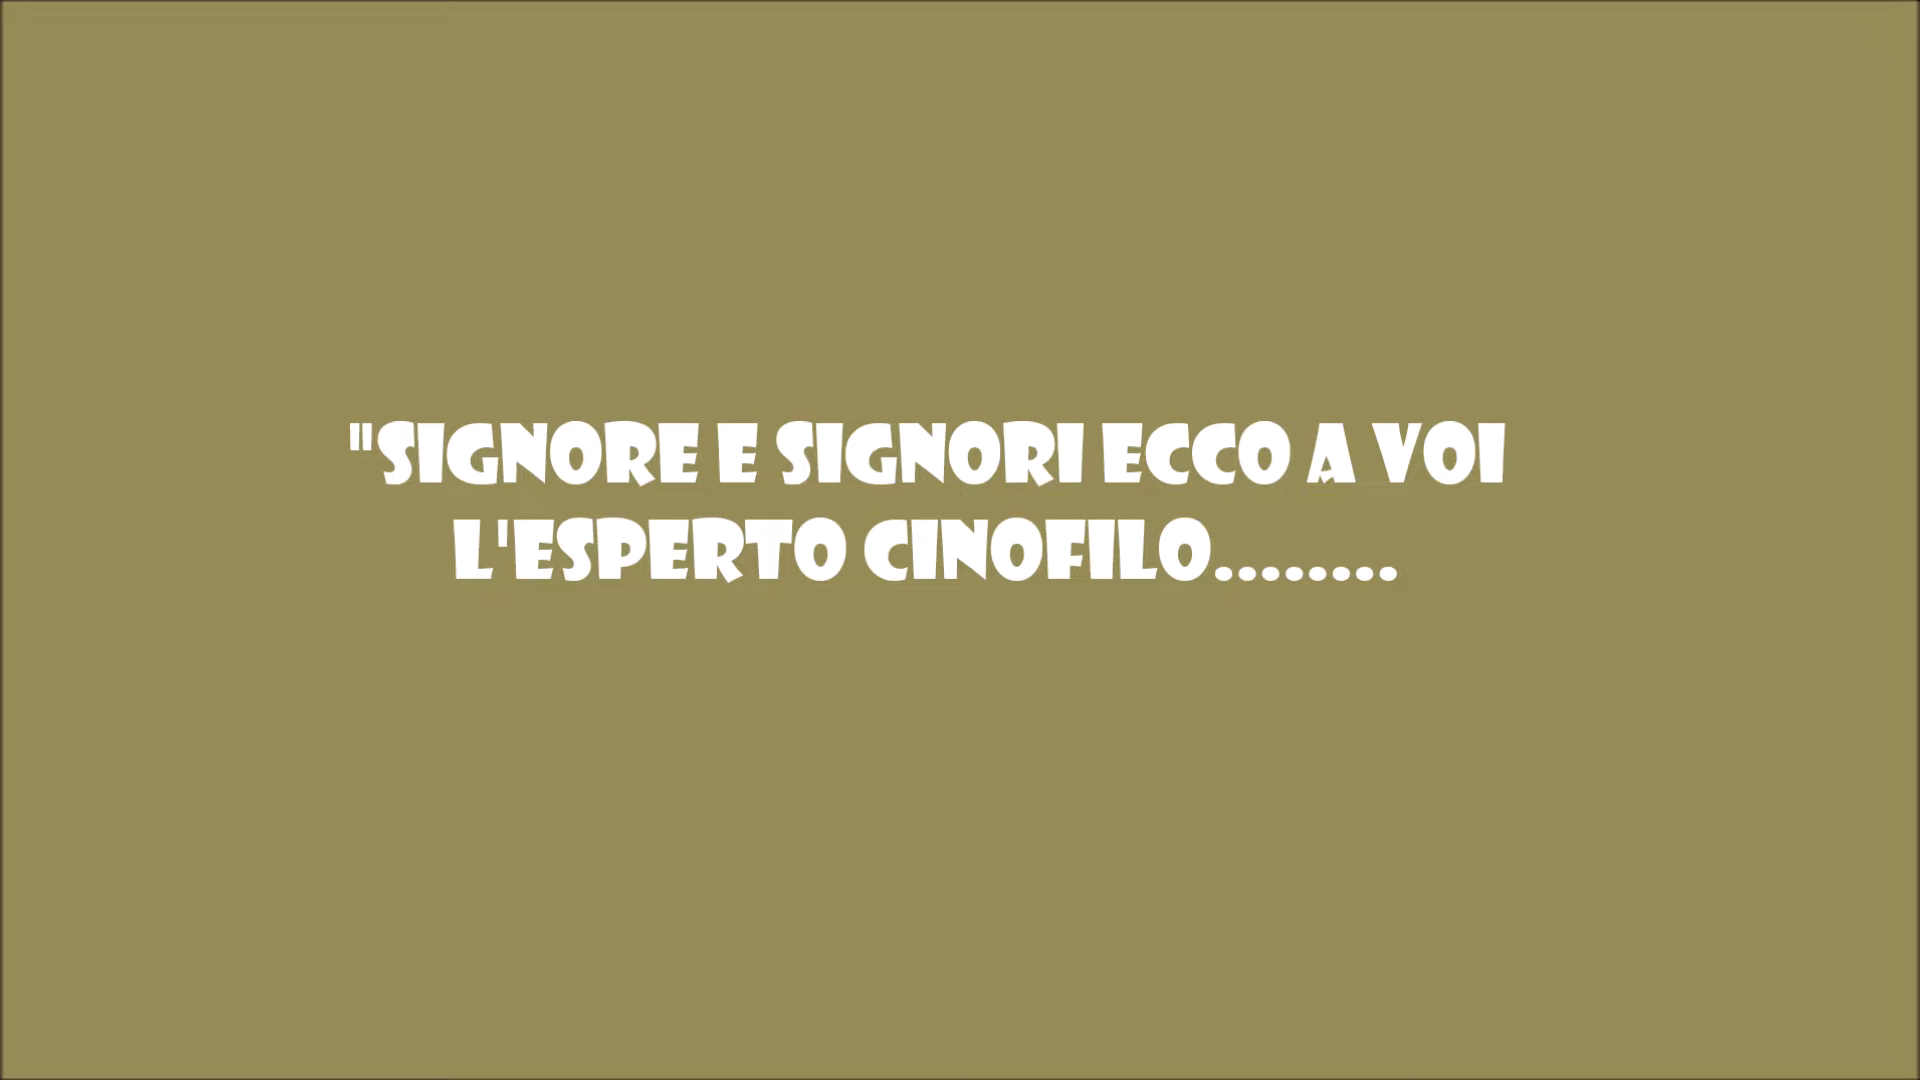 "SIGNORE E SIGNORI ECCO A VOI
L'ESPERTO CINOFILO........